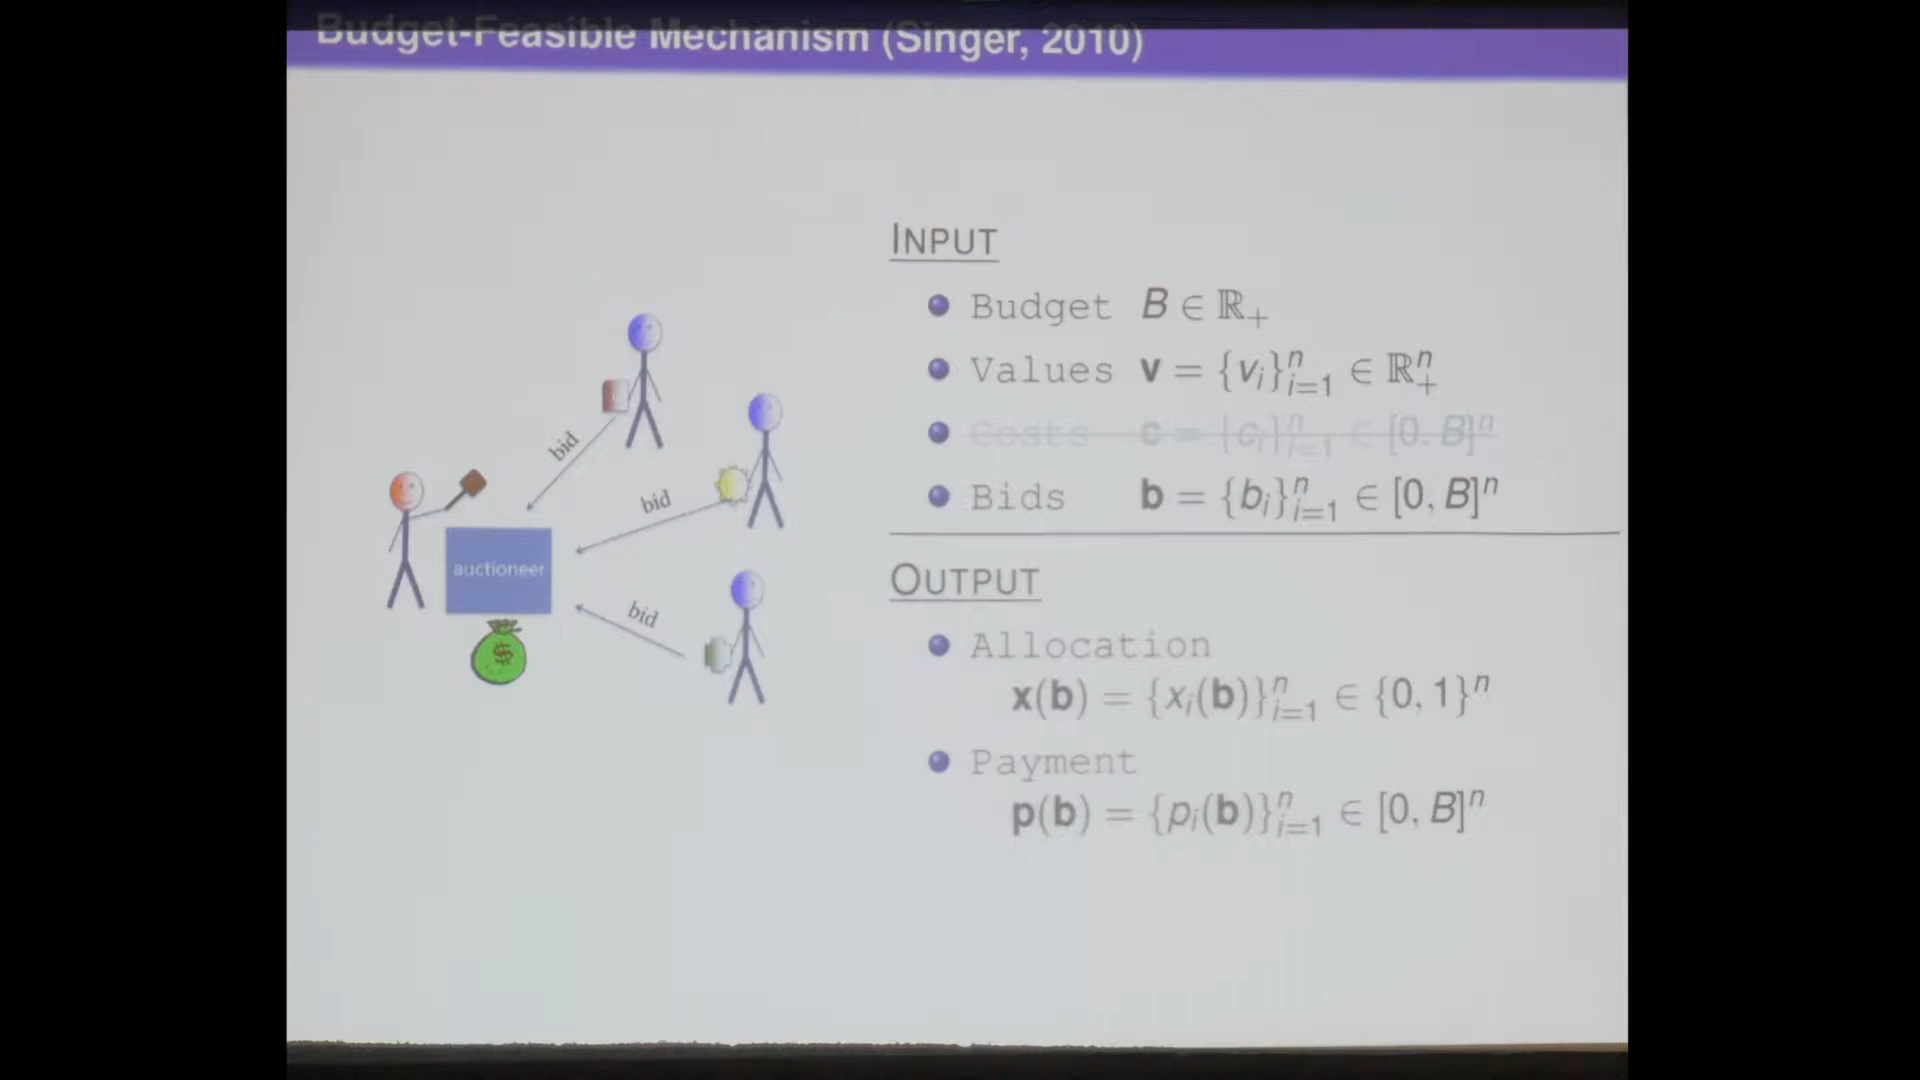 Budget-Feasible Mechanism (Singer, 2010)
INPUT
Budget B ∈ ℝ₊
Values v = {vᵢ}ⁿᵢ₌₁ ∈ ℝⁿ₊
Costs c = {cᵢ}ⁿᵢ₌₁ ∈ [0, B]ⁿ
Bids b = {bᵢ}ⁿᵢ₌₁ ∈ [0, B]ⁿ
OUTPUT
Allocation
x(b) = {xᵢ(b)}ⁿᵢ₌₁ ∈ {0, 1}ⁿ
Payment
p(b) = {pᵢ(b)}ⁿᵢ₌₁ ∈ [0, B]ⁿ
bid
bid
bid
auctioneer
$